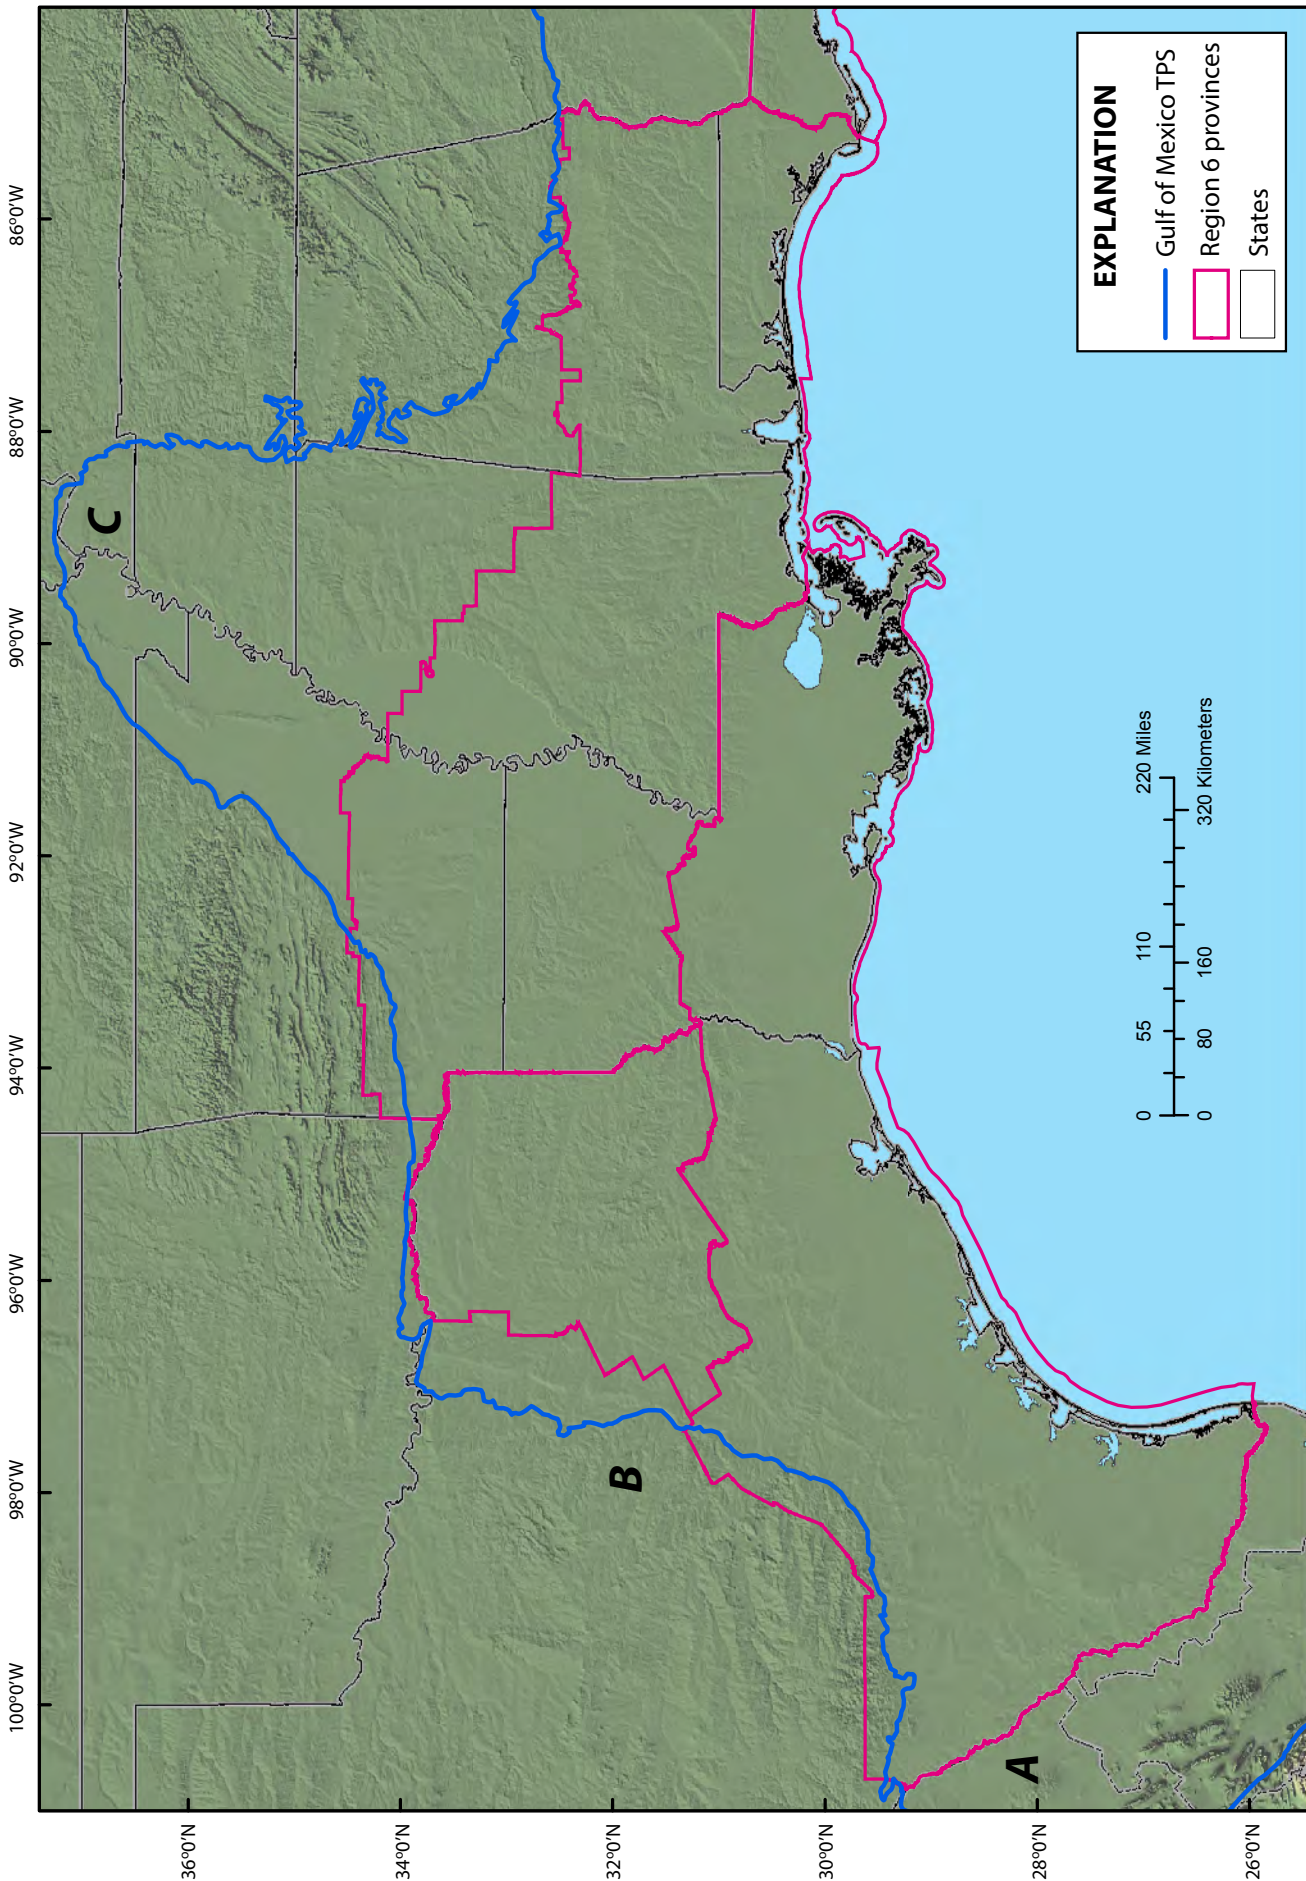 100°0'W
98°0'W
96°0'W
94°0'W
92°0'W
90°0'W
88°0'W
86°0'W
36°0'N
34°0'N
32°0'N
30°0'N
28°0'N
26°0'N
C
B
A
0 55 110 220 Miles
0 80 160 320 Kilometers
EXPLANATION
Gulf of Mexico TPS
Region 6 provinces
States